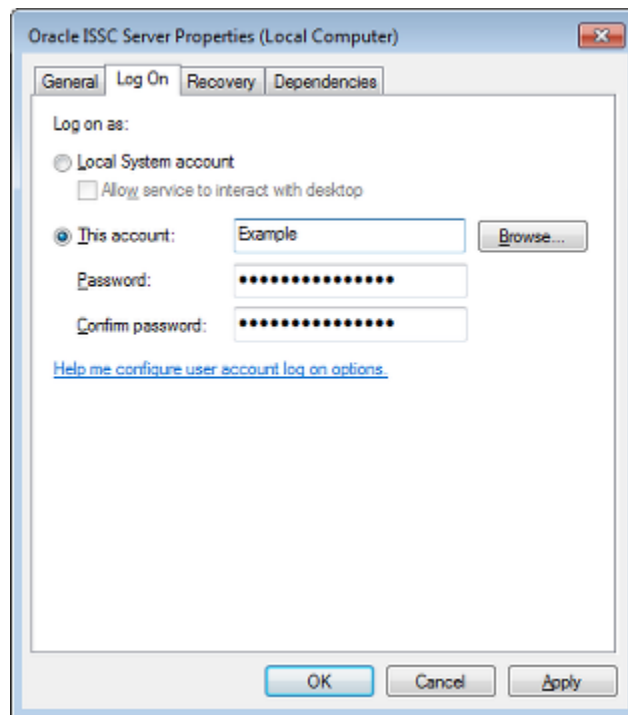 Oracle ISSC Server Properties (Local Computer)
General Log On Recovery Dependencies
Log on as:
Local System account
Allow service to interact with desktop
This account: Example Browse...
Password: •••••••••••••••
Confirm password: •••••••••••••••
Help me configure user account log on options.
OK Cancel Apply